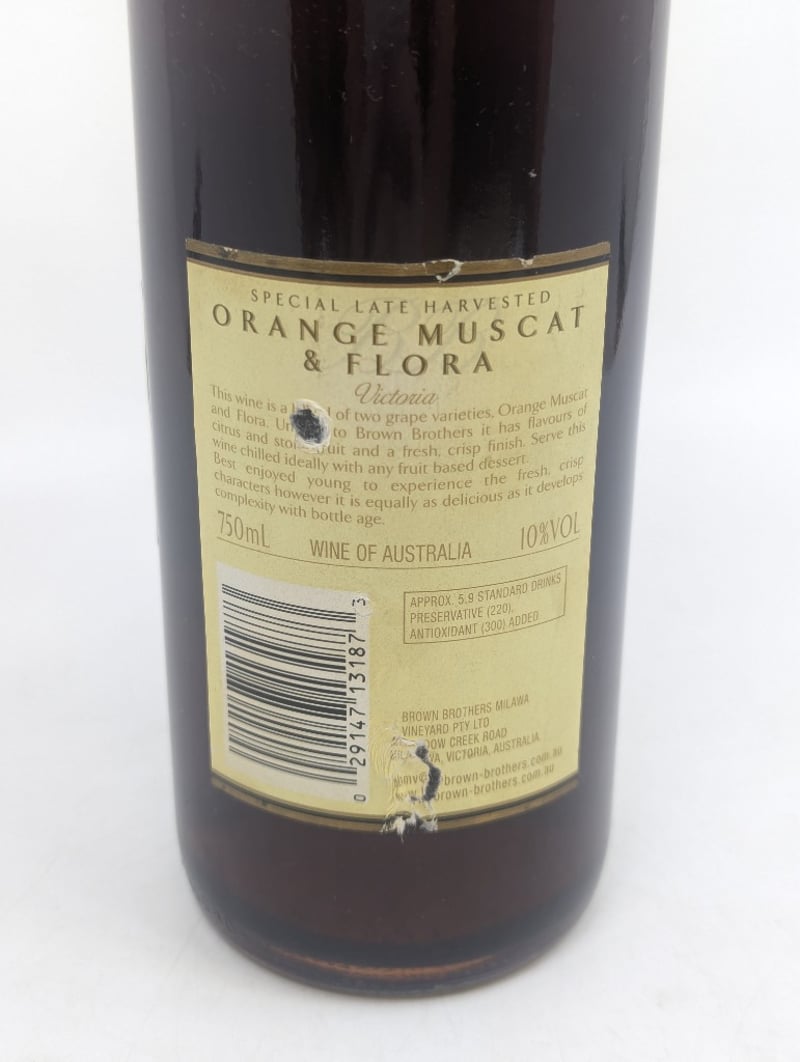 SPECIAL LATE HARVESTED
ORANGE MUSCAT
& FLORA
Victoria
This wine is a of two grape varieties, Orange Muscat
and Flora. to Brown Brothers it has flavours of
citrus and and a fresh, crisp finish. Serve this
wine chilled ideally with any fruit based dessert.
Best enjoyed young to experience the fresh, crisp
characters however it is equally as delicious as it develops
complexity with bottle age.
750mL WINE OF AUSTRALIA 10%VOL
APPROX. 5.9 STANDARD DRINKS
PRESERVATIVE (220),
ANTIOXIDANT (300) ADDED
0 29147 13187 3
BROWN BROTHERS MILAWA
VINEYARD PTY LTD
CREEK ROAD
VICTORIA, AUSTRALIA.
brown-brothers.com.au
brown-brothers.com.au